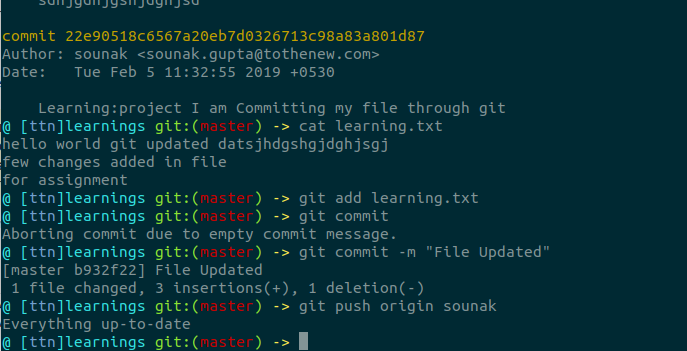 commit 22e90518c6567a20eb7d0326713c98a83a801d87
Author: sounak <sounak.gupta@tothenew.com>
Date:   Tue Feb 5 11:32:55 2019 +0530
    Learning:project I am Committing my file through git
@ [ttn]learnings git:(master) -> cat learning.txt
hello world git updated datsjhdgshgjdghjsgj
few changes added in file
for assignment
@ [ttn]learnings git:(master) -> git add learning.txt
@ [ttn]learnings git:(master) -> git commit
Aborting commit due to empty commit message.
@ [ttn]learnings git:(master) -> git commit -m "File Updated"
[master b932f22] File Updated
 1 file changed, 3 insertions(+), 1 deletion(-)
@ [ttn]learnings git:(master) -> git push origin sounak
Everything up-to-date
@ [ttn]learnings git:(master) ->